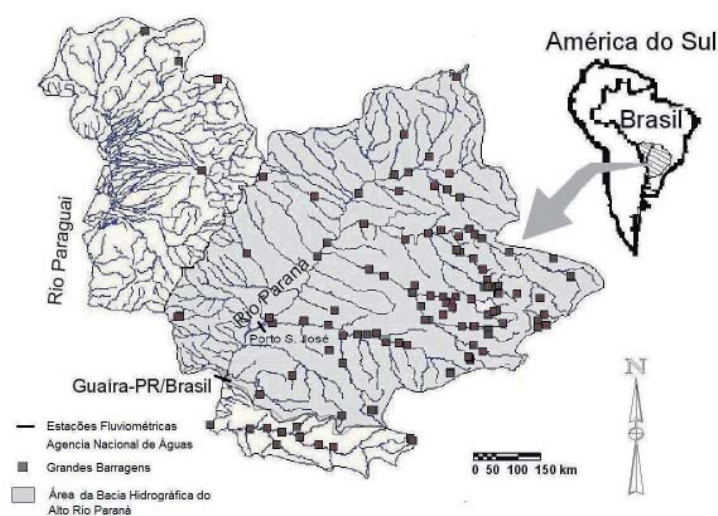 América do Sul
Brasil
Rio Paraguai
Rio Paraná
Porto S. José
Guaíra-PR/Brasil
Estações Fluviométricas
Agencia Nacional de Águas
Grandes Barragens
Área da Bacia Hidrográfica do
Alto Rio Paraná
N
0 50 100 150 km